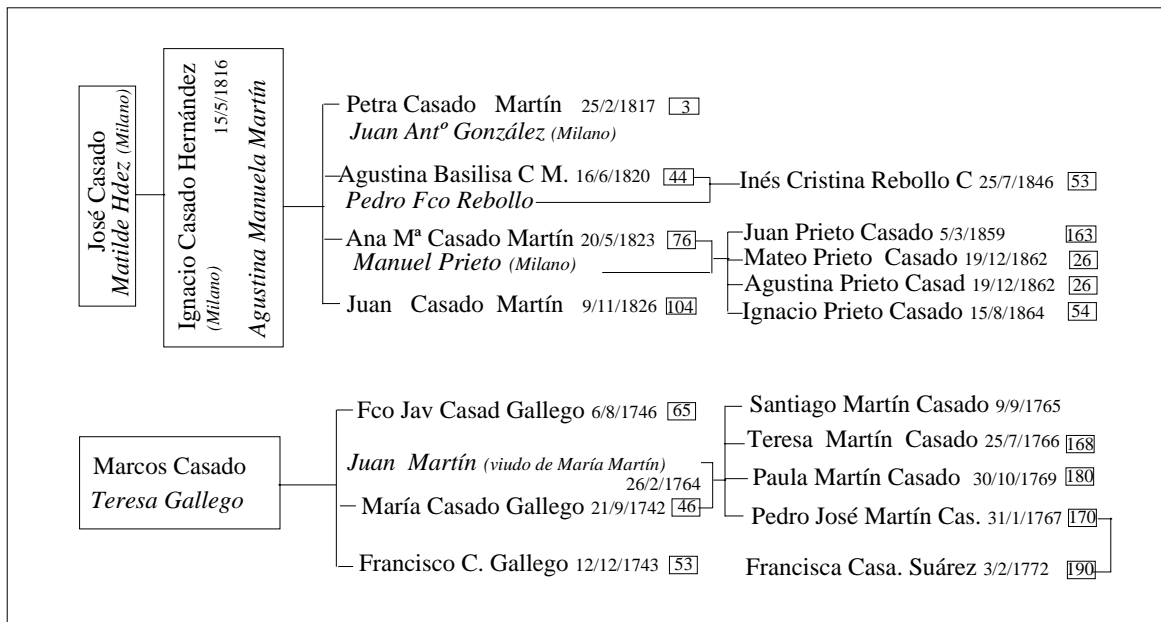 José Casado
Matilde Hdez (Milano)
Ignacio Casado Hernández
(Milano) 15/5/1816
Agustina Manuela Martín
Petra Casado Martín 25/2/1817 3
Juan Antº González (Milano)
Agustina Basilisa C M. 16/6/1820 44
Pedro Fco Rebollo
Inés Cristina Rebollo C 25/7/1846 53
Ana Mª Casado Martín 20/5/1823 76
Manuel Prieto (Milano)
Juan Prieto Casado 5/3/1859 163
Mateo Prieto Casado 19/12/1862 26
Agustina Prieto Casad 19/12/1862 26
Ignacio Prieto Casado 15/8/1864 54
Juan Casado Martín 9/11/1826 104
Marcos Casado
Teresa Gallego
Fco Jav Casad Gallego 6/8/1746 65
Juan Martín (viudo de María Martín)
26/2/1764
María Casado Gallego 21/9/1742 46
Francisco C. Gallego 12/12/1743 53
Santiago Martín Casado 9/9/1765
Teresa Martín Casado 25/7/1766 168
Paula Martín Casado 30/10/1769 180
Pedro José Martín Cas. 31/1/1767 170
Francisca Casa. Suárez 3/2/1772 190